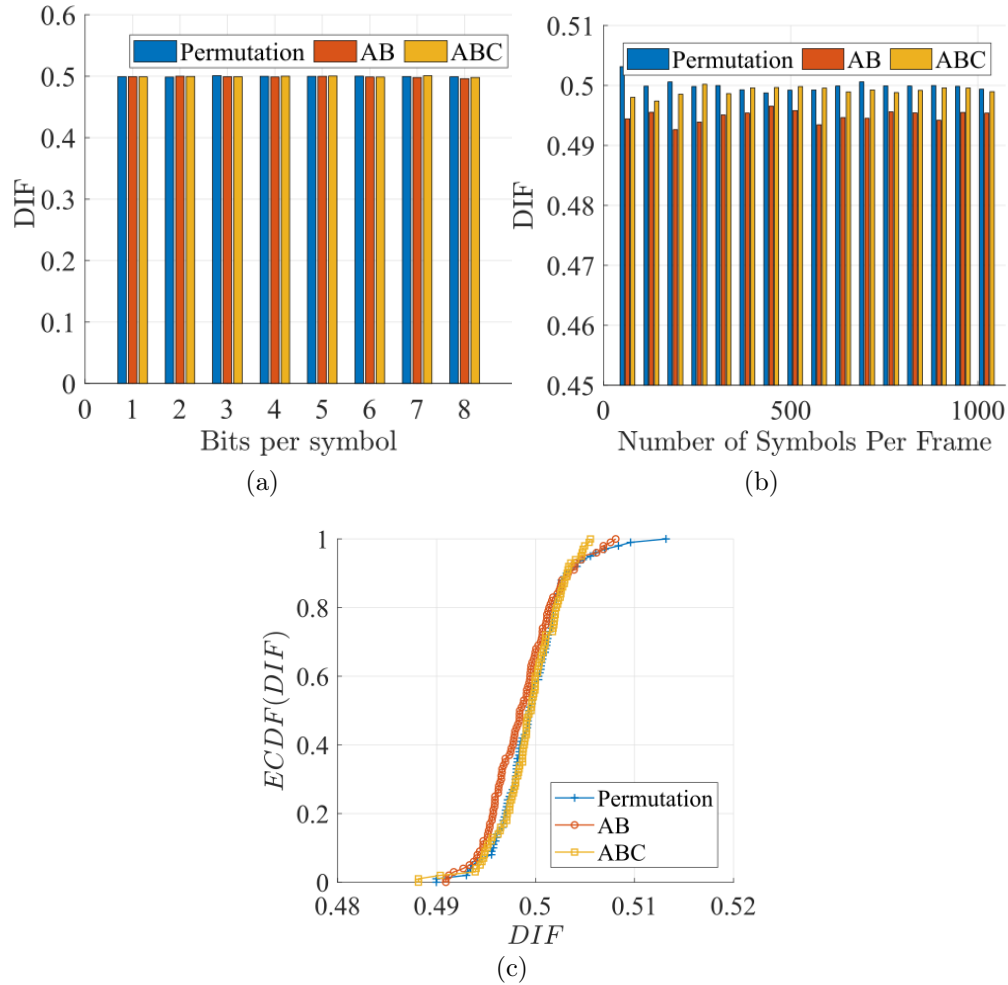 0.6
0.5
0.4
0.3
0.2
0.1
0
DIF
Permutation AB ABC
0 1 2 3 4 5 6 7 8
Bits per symbol
(a)
0.51
0.5
0.49
0.48
0.47
0.46
0.45
DIF
Permutation AB ABC
0 500 1000
Number of Symbols Per Frame
(b)
1
0.8
0.6
0.4
0.2
0
ECDF(DIF)
Permutation
AB
ABC
0.48 0.49 0.5 0.51 0.52
DIF
(c)